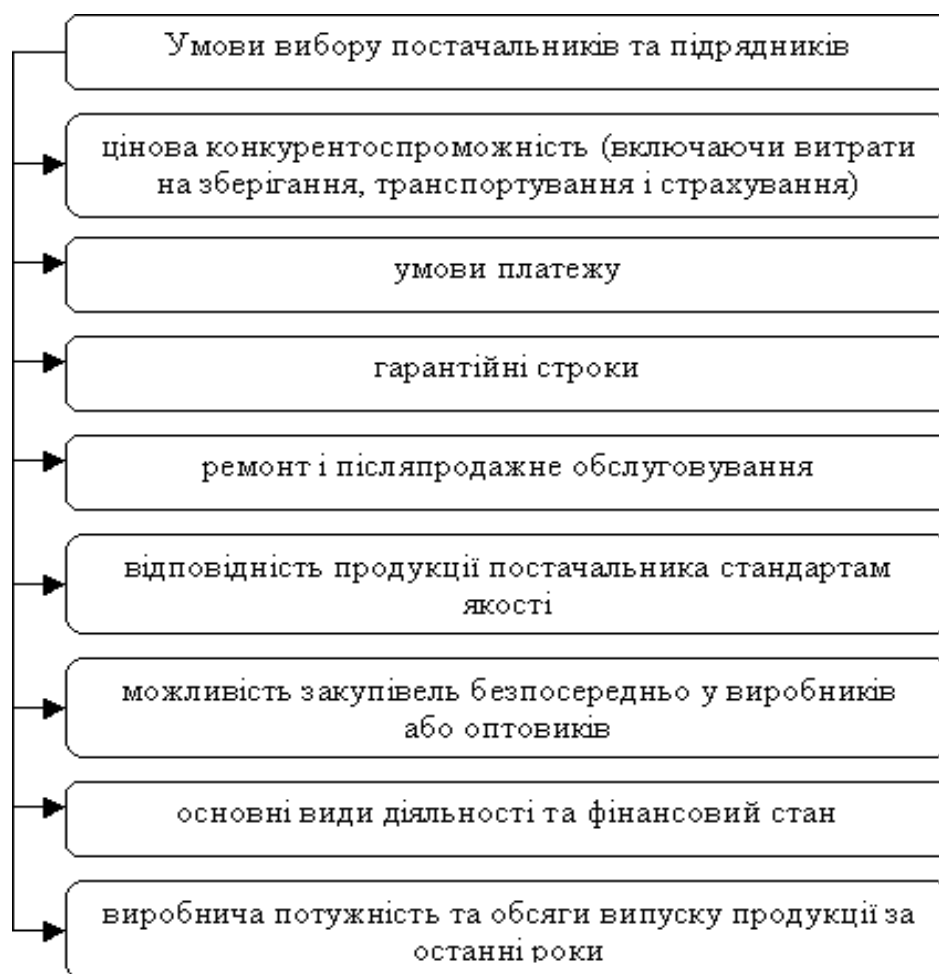 Умови вибору постачальників та підрядників
цінова конкурентоспроможність (включаючи витрати
на зберігання, транспортування і страхування)
умови платежу
гарантійні строки
ремонт і післяпродажне обслуговування
відповідність продукції постачальника стандартам
якості
можливість закупівель безпосередньо у виробників
або оптовиків
основні види діяльності та фінансовий стан
виробнича потужність та обсяги випуску продукції за
останні роки